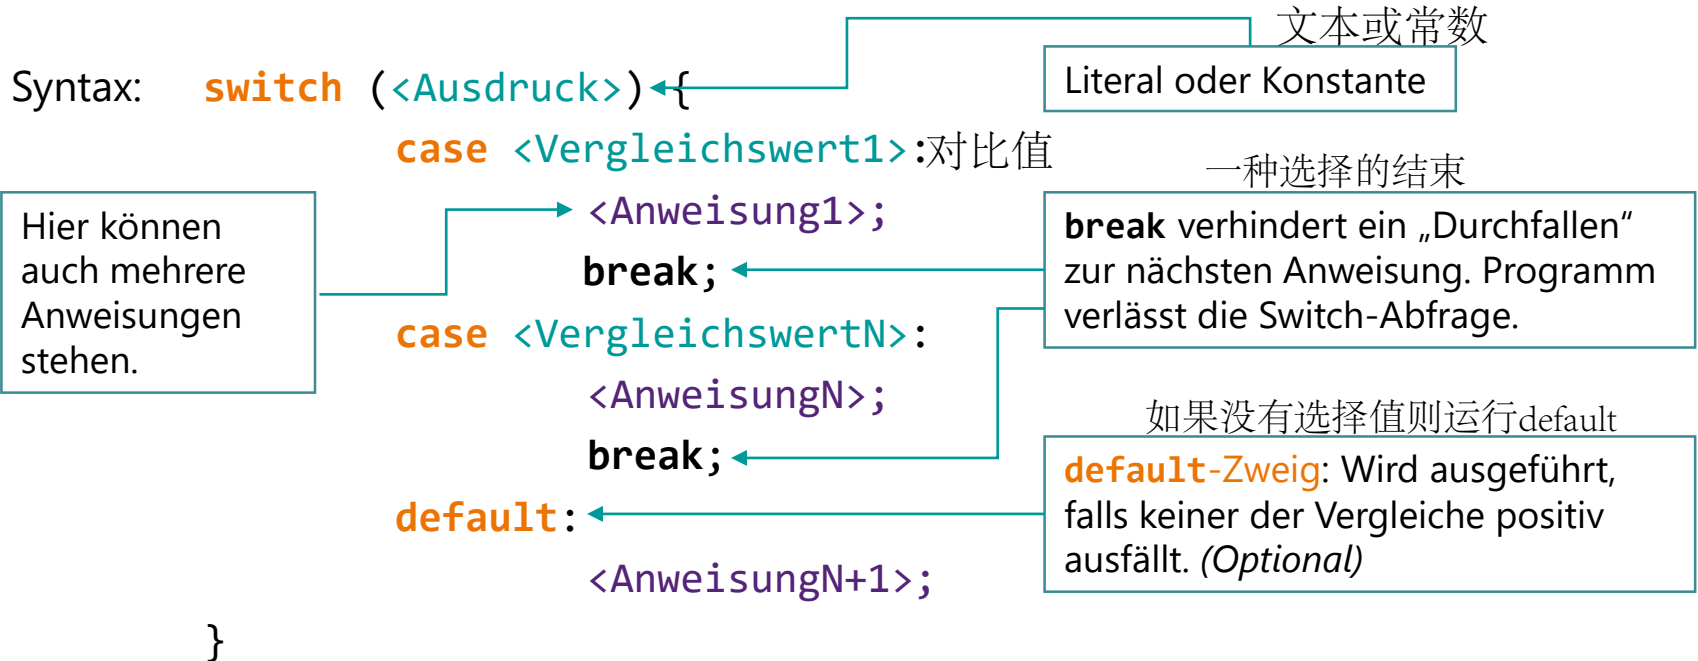 文本或常数
Literal oder Konstante
Syntax: switch (<Ausdruck>) {
case <Vergleichswert1>:对比值
一种选择的结束
Hier können
auch mehrere
Anweisungen
stehen.
<Anweisung1>;
break;
break verhindert ein „Durchfallen“
zur nächsten Anweisung. Programm
verlässt die Switch-Abfrage.
case <VergleichswertN>:
<AnweisungN>;
break;
如果没有选择值则运行default
default-Zweig: Wird ausgeführt,
falls keiner der Vergleiche positiv
ausfällt. (Optional)
default:
<AnweisungN+1>;
}